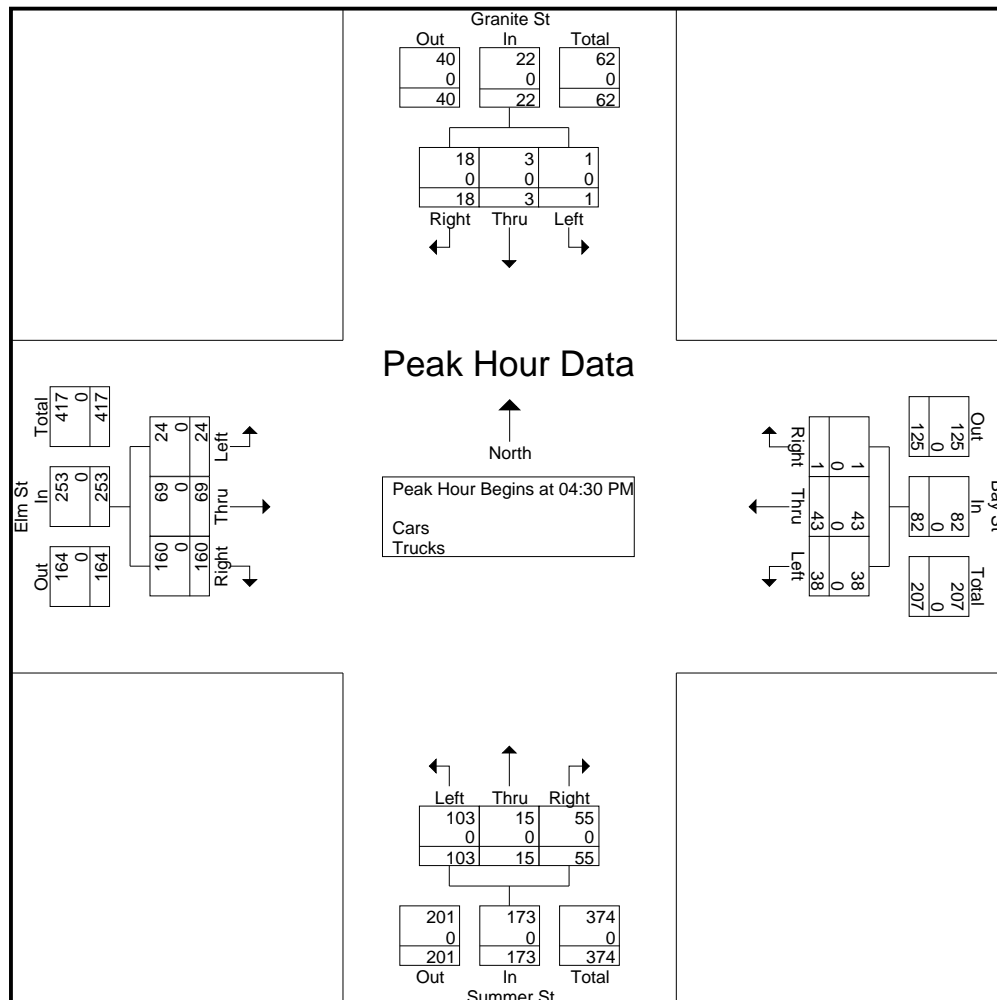 Granite St
Out In Total
40 22 62
0 0 0
40 22 62
18 3 1
0 0 0
18 3 1
Right Thru Left
Peak Hour Data
North
Peak Hour Begins at 04:30 PM
Cars
Trucks
Elm St
Out In Total
164 253 417
0 0 0
164 253 417
160 69 24
0 0 0
160 69 24
Right Thru Left
Bay St
Out In Total
125 82 207
0 0 0
125 82 207
1 43 38
0 0 0
1 43 38
Right Thru Left
Left Thru Right
103 15 55
0 0 0
103 15 55
201 173 374
0 0 0
201 173 374
Out In Total
Summer St